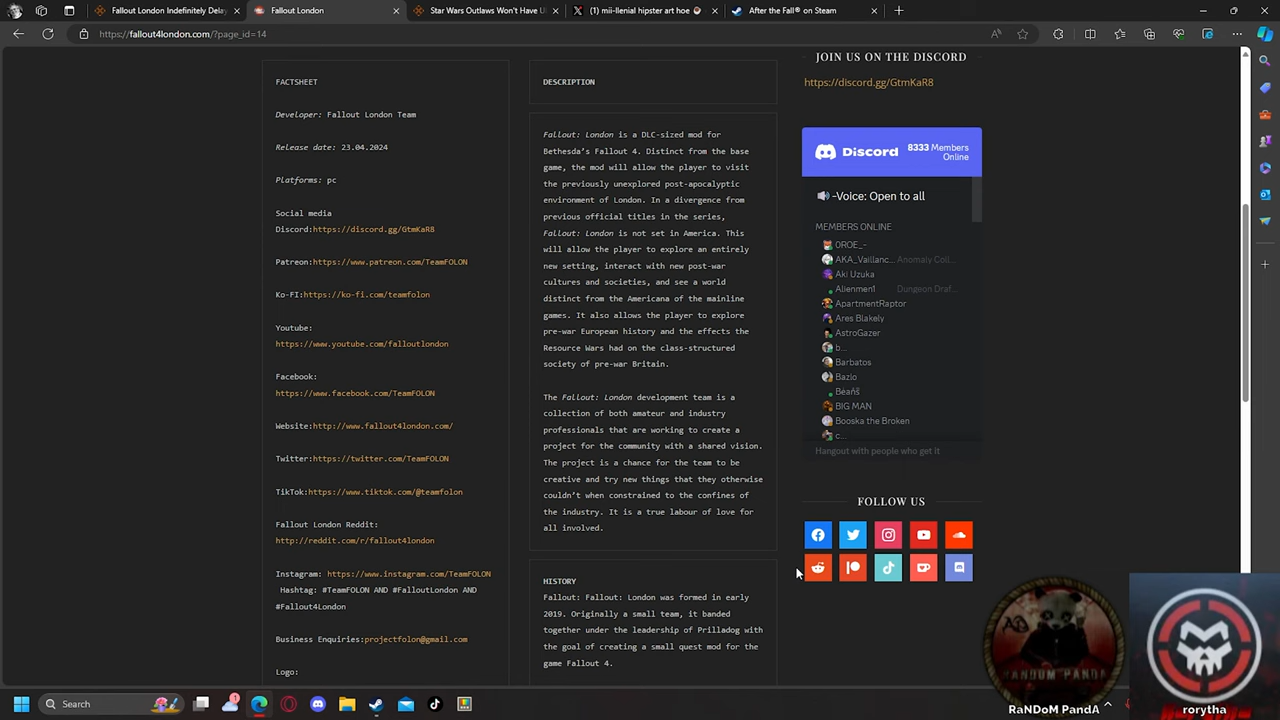 Fallout London Indefinitely Delay
Fallout London
Star Wars Outlaws Won't Have U
(1) mii-llenial hipster art hoe
After the Fall® on Steam
https://fallout4london.com/?page_id=14
FACTSHEET
Developer: Fallout London Team
Release date: 23.04.2024
Platforms: pc
Social media
Discord:https://discord.gg/GtmKaR8
Patreon:https://www.patreon.com/TeamFOLON
Ko-FI:https://ko-fi.com/teamfolon
Youtube:
https://www.youtube.com/falloutlondon
Facebook:
https://www.facebook.com/TeamFOLON
Website:http://www.fallout4london.com/
Twitter:https://twitter.com/TeamFOLON
TikTok:https://www.tiktok.com/@teamfolon
Fallout London Reddit:
http://reddit.com/r/fallout4london
Instagram: https://www.instagram.com/TeamFOLON
Hashtag: #TeamFOLON AND #FalloutLondon AND
#Fallout4London
Business Enquiries:projectfolon@gmail.com
Logo:
DESCRIPTION
Fallout: London is a DLC-sized mod for
Bethesda's Fallout 4. Distinct from the base
game, the mod will allow the player to visit
the previously unexplored post-apocalyptic
environment of London. In a divergence from
previous official titles in the series,
Fallout: London is not set in America. This
will allow the player to explore an entirely
new setting, interact with new post-war
cultures and societies, and see a world
distinct from the Americana of the mainline
games. It also allows the player to explore
pre-war European history and the effects the
Resource Wars had on the class-structured
society of pre-war Britain.
The Fallout: London development team is a
collection of both amateur and industry
professionals that are working to create a
project for the community with a shared vision.
The project is a chance for the team to be
creative and try new things that they otherwise
couldn't when constrained to the confines of
the industry. It is a true labour of love for
all involved.
HISTORY
Fallout: Fallout: London was formed in early
2019. Originally a small team, it banded
together under the leadership of Prilladog with
the goal of creating a small quest mod for the
game Fallout 4.
JOIN US ON THE DISCORD
https://discord.gg/GtmKaR8
Discord
8333 Members
Online
-Voice: Open to all
MEMBERS ONLINE
0ROE_-
AKA_Vaillanc... Anomaly Coll...
Aki Uzuka
Alienmen1 Dungeon Draf...
ApartmentRaptor
Ares Blakely
AstroGazer
b...
Barbatos
Bazlo
Béañš
BIG MAN
Booska the Broken
c...
Hangout with people who get it
FOLLOW US
RANDOM PANDA
RaNDoM PandA
rorytha
Search